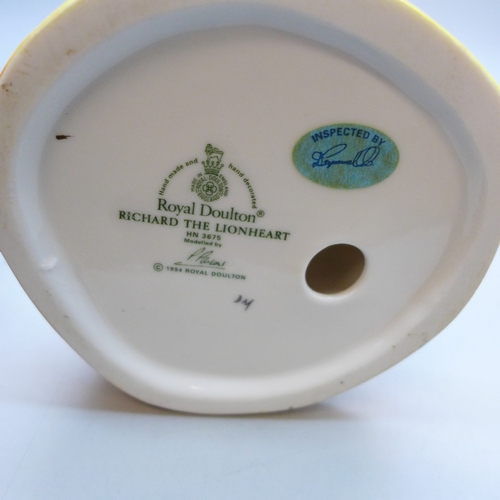 Hand made and hand decorated
Royal Doulton®
RICHARD THE LIONHEART
HN 3675
Modelled by
© 1994 ROYAL DOULTON
INSPECTED BY